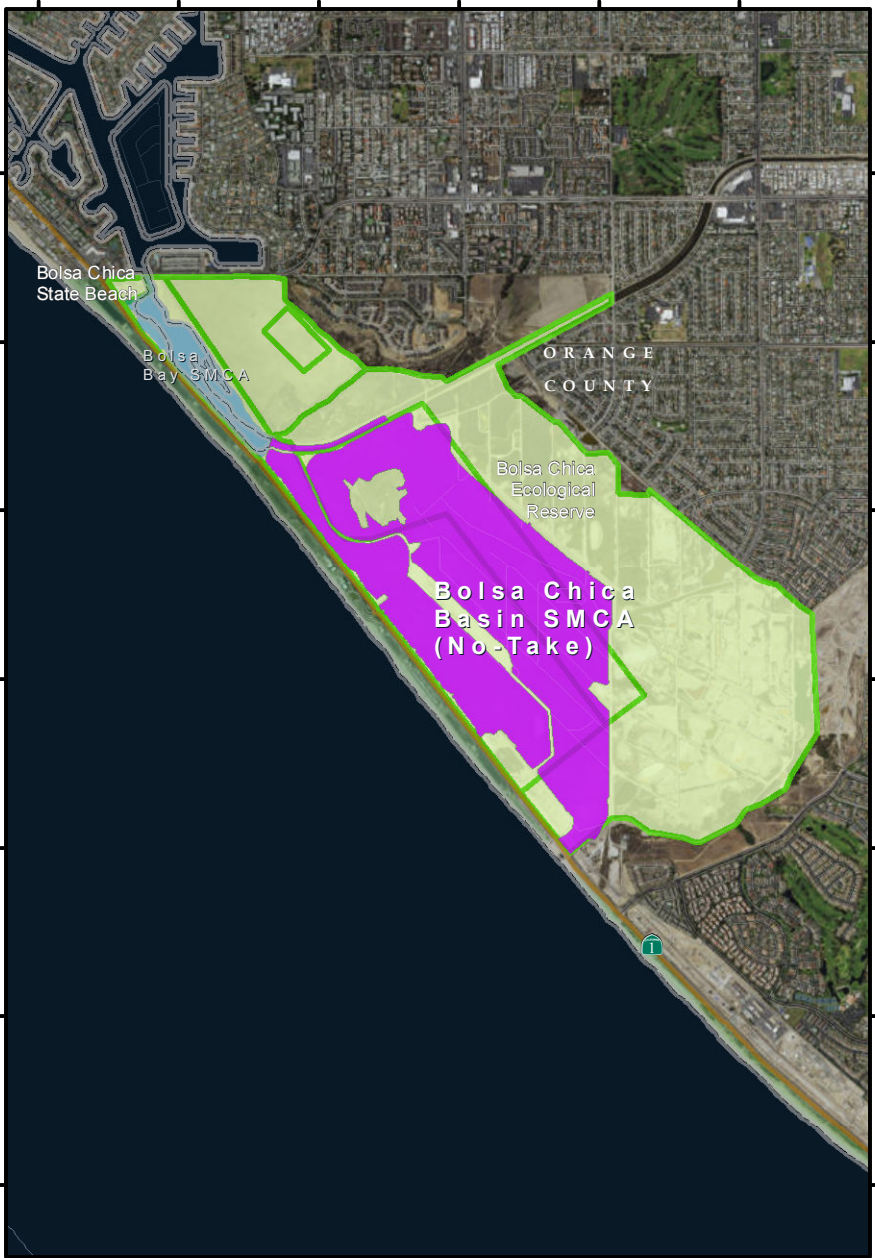 Bolsa Chica
State Beach
Bolsa
Bay SMCA
ORANGE
COUNTY
Bolsa Chica
Ecological
Reserve
Bolsa Chica
Basin SMCA
(No-Take)
1